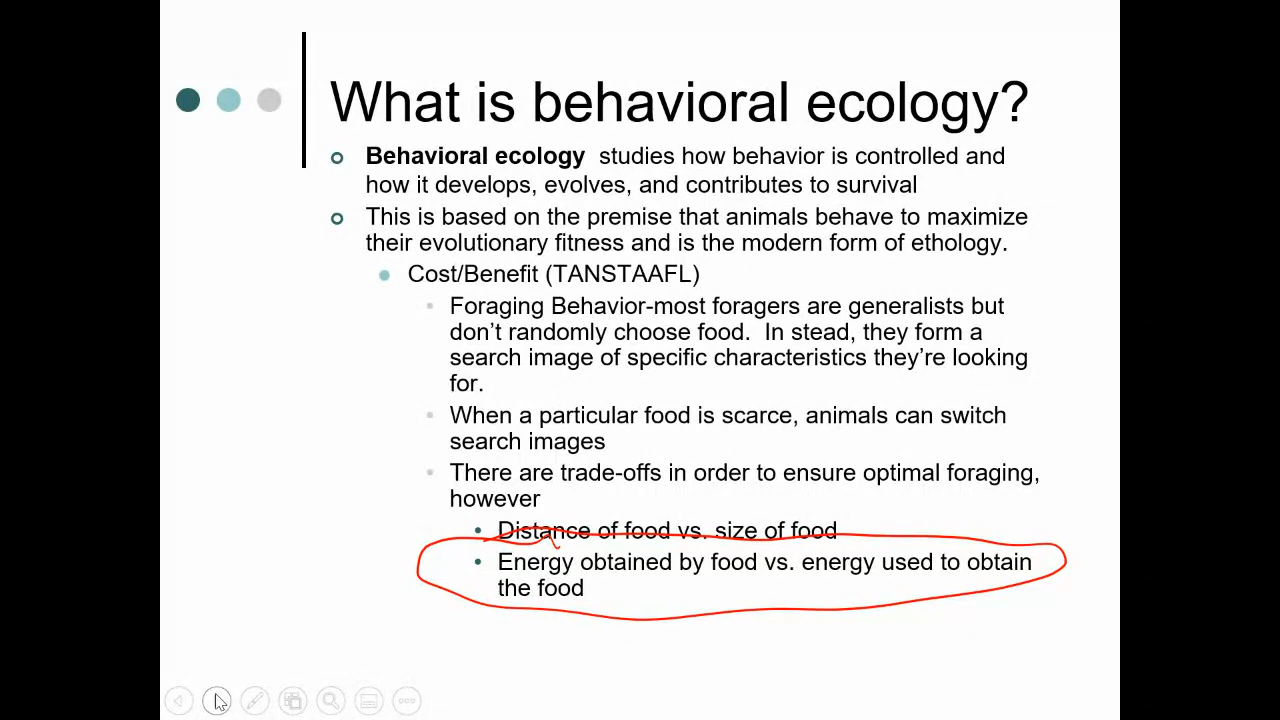 What is behavioral ecology?
Behavioral ecology studies how behavior is controlled and
how it develops, evolves, and contributes to survival
This is based on the premise that animals behave to maximize
their evolutionary fitness and is the modern form of ethology.
Cost/Benefit (TANSTAAFL)
Foraging Behavior-most foragers are generalists but
don't randomly choose food. In stead, they form a
search image of specific characteristics they're looking
for.
When a particular food is scarce, animals can switch
search images
There are trade-offs in order to ensure optimal foraging,
however
Distance of food vs. size of food
Energy obtained by food vs. energy used to obtain
the food